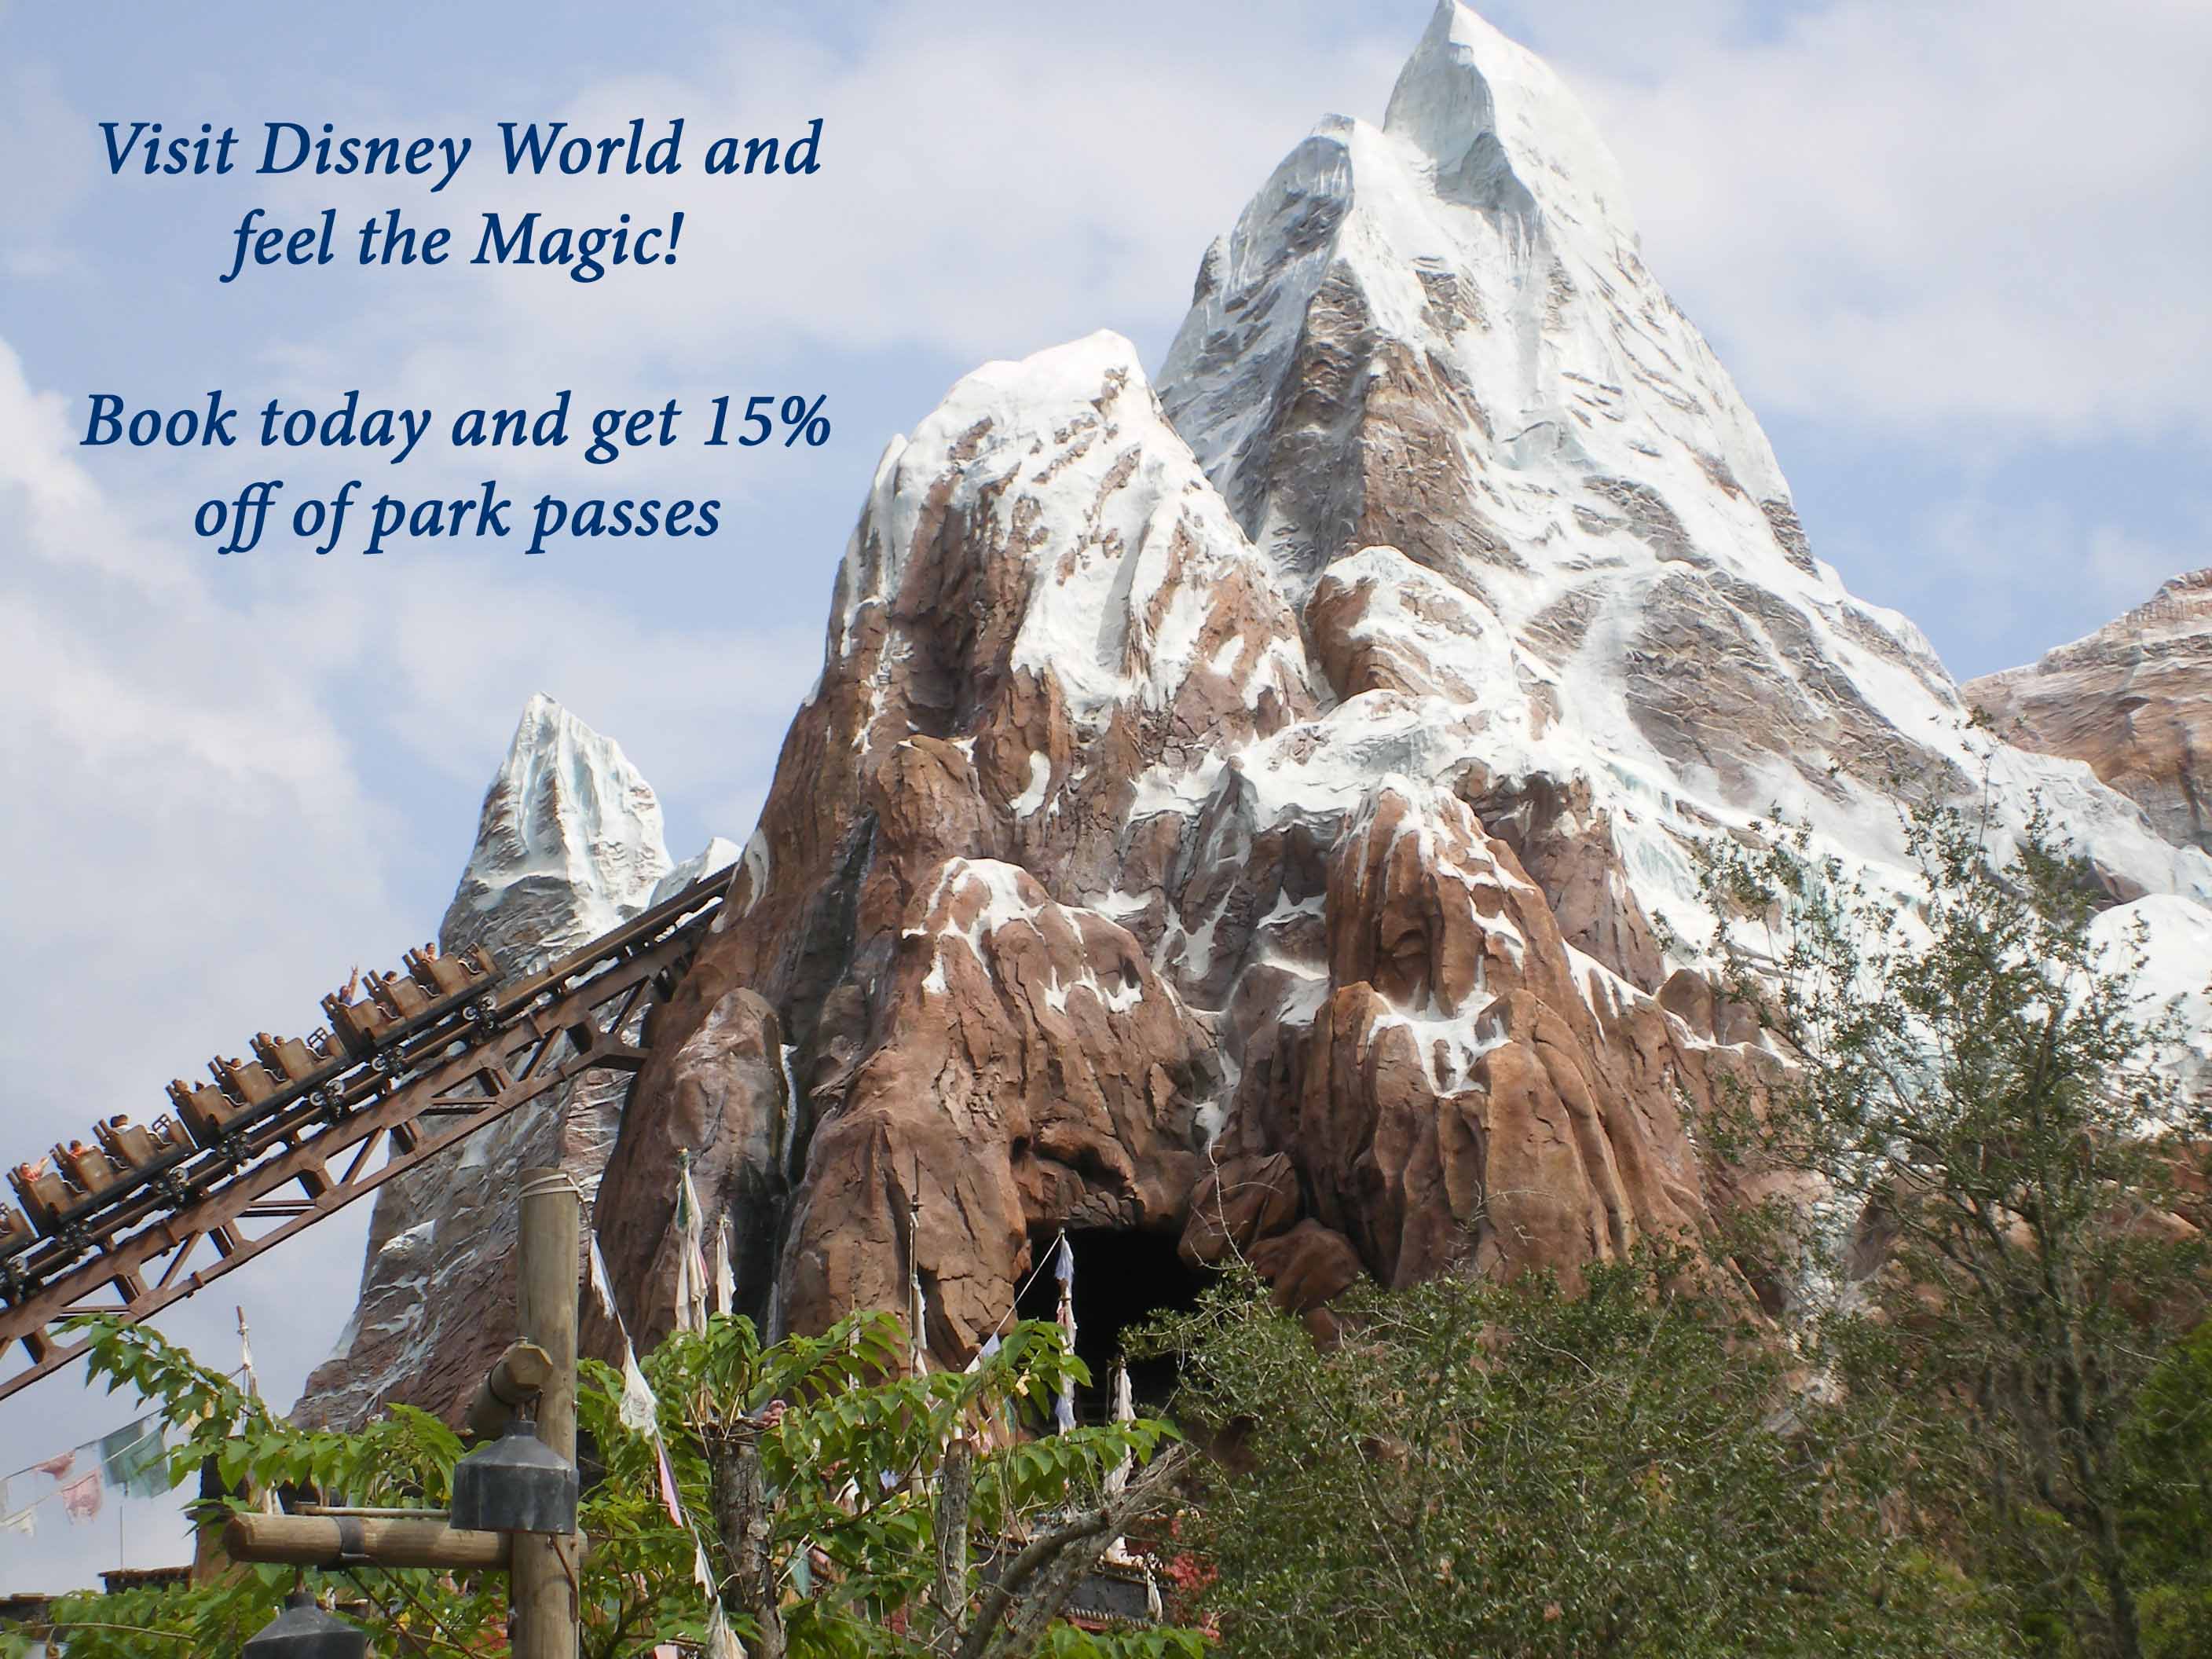 Visit Disney World and
feel the Magic!
Book today and get 15%
off of park passes